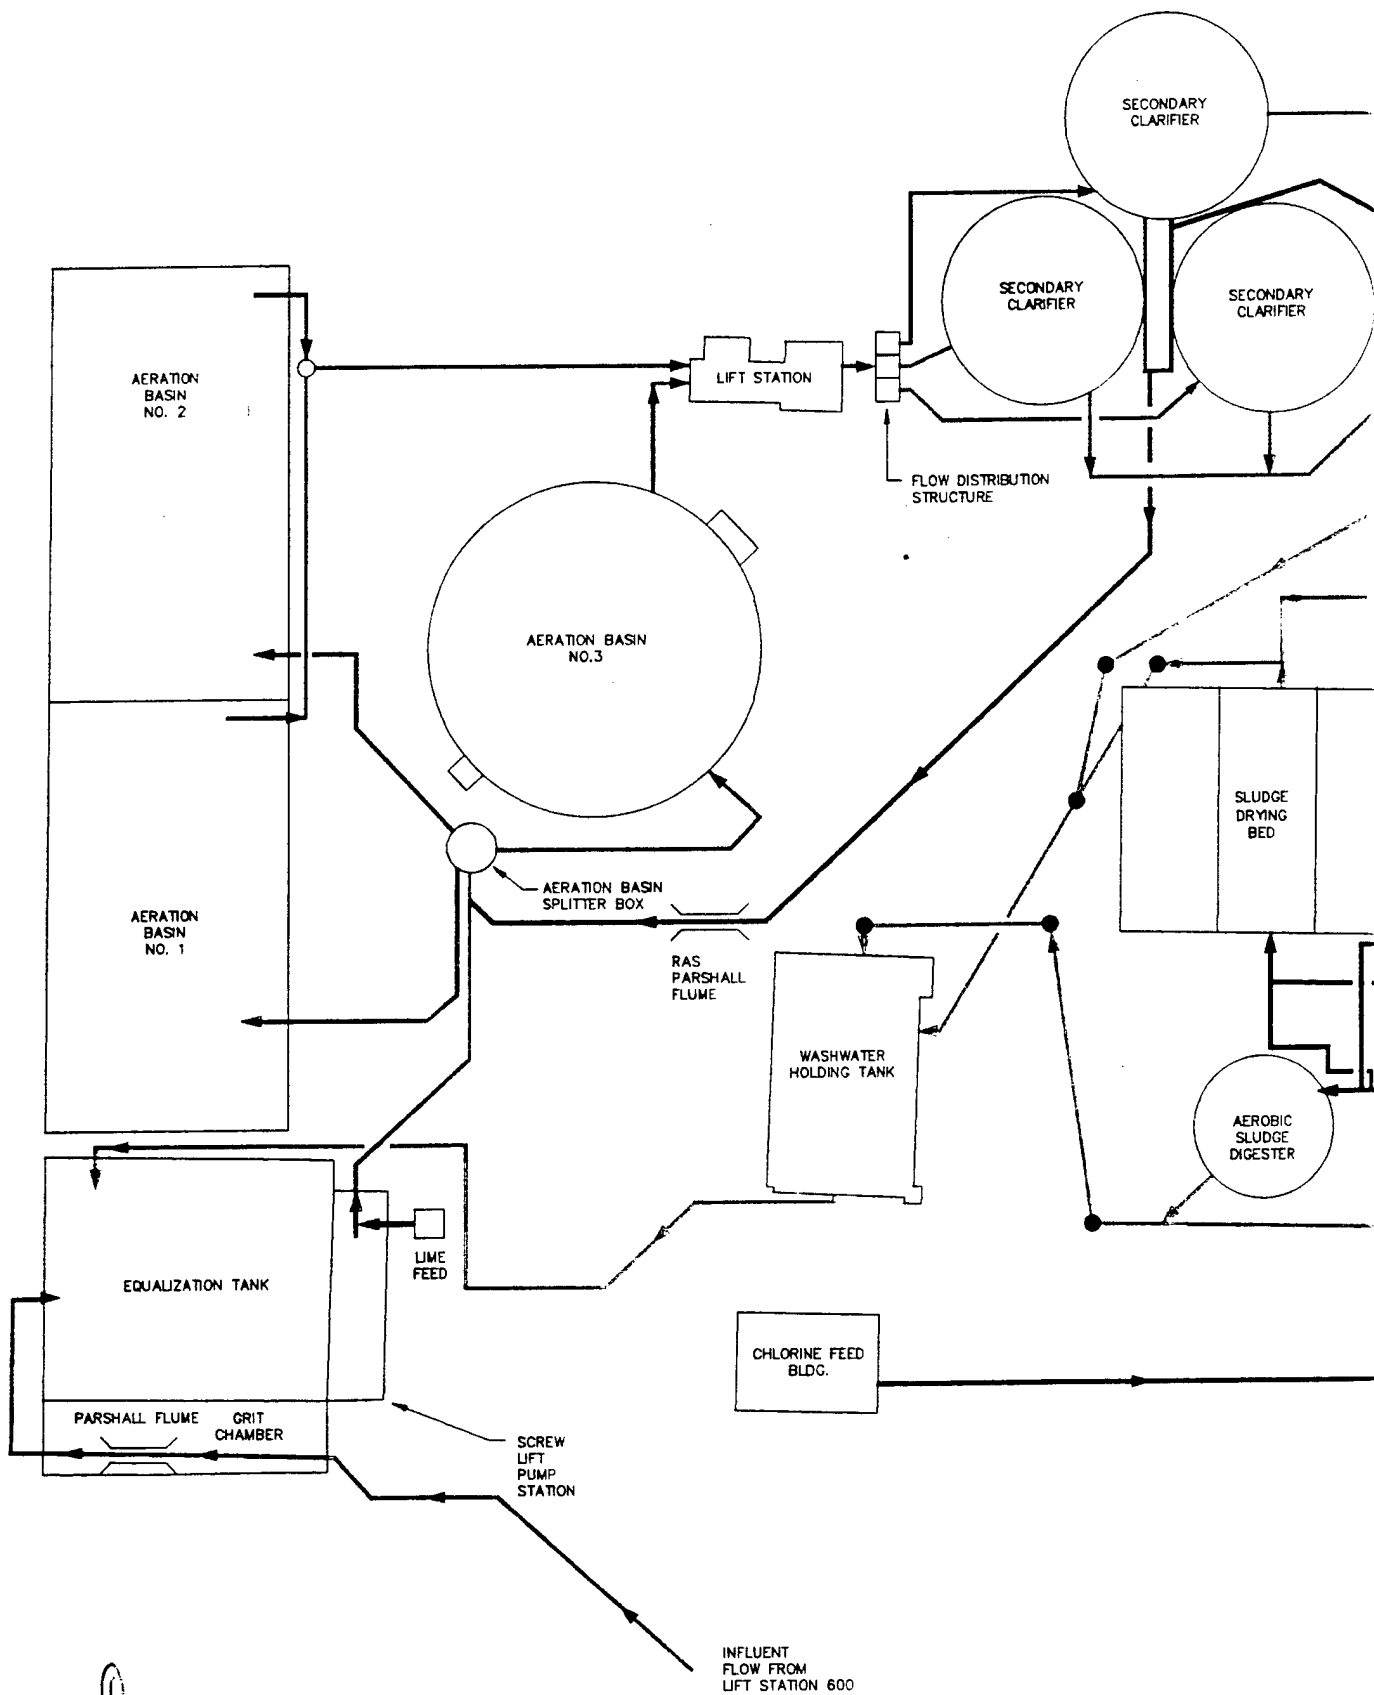 SECONDARY
CLARIFIER
SECONDARY
CLARIFIER
SECONDARY
CLARIFIER
AERATION
BASIN
NO. 2
LIFT STATION
FLOW DISTRIBUTION
STRUCTURE
AERATION BASIN
NO.3
SLUDGE
DRYING
BED
AERATION BASIN
SPLITTER BOX
AERATION
BASIN
NO. 1
RAS
PARSHALL
FLUME
WASHWATER
HOLDING TANK
AEROBIC
SLUDGE
DIGESTER
LIME
FEED
EQUALIZATION TANK
CHLORINE FEED
BLDG.
PARSHALL FLUME
GRIT
CHAMBER
SCREW
LIFT
PUMP
STATION
INFLUENT
FLOW FROM
LIFT STATION 600